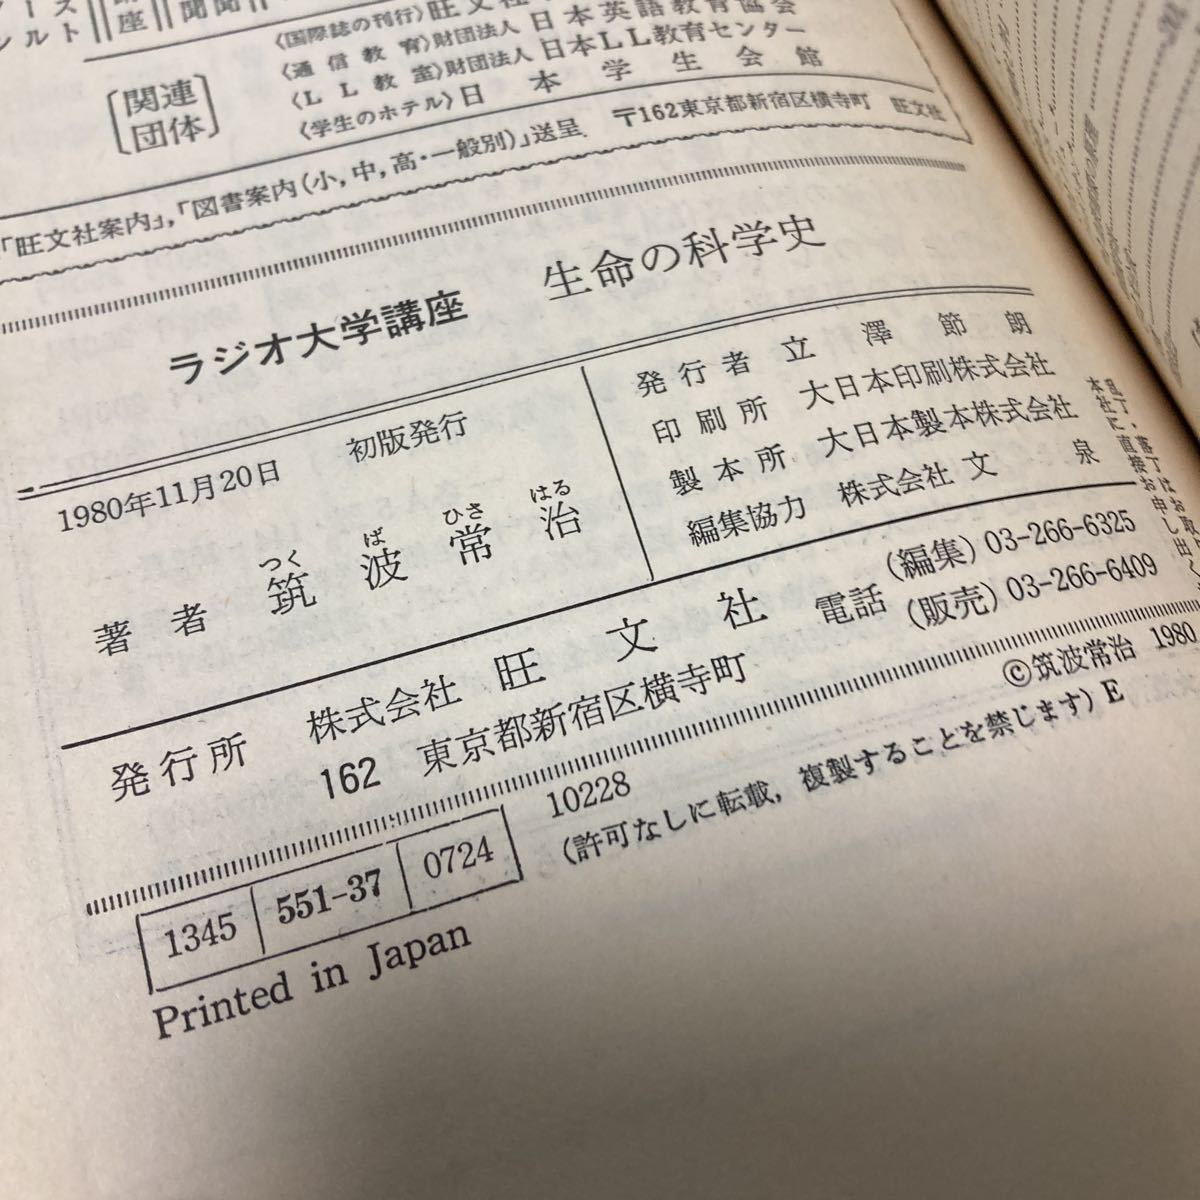 〈国際誌の刊行〉旺文社
〈通信教育〉財団法人日本英語教育協会
〈LL教室〉財団法人日本LL教育センター
〈学生のホテル〉日本学生会館
〔関連団体〕
「旺文社案内」,「図書案内(小,中,高・一般別)」送呈 〒162東京都新宿区横寺町 旺文社
ラジオ大学講座 生命の科学史
1980年11月20日 初版発行
つく ば ひさ はる
著者 筑波常治
発行者 立澤節朗
印刷所 大日本印刷株式会社
製本所 大日本製本株式会社
編集協力 株式会社文泉
発行所 株式会社 旺文社
162 東京都新宿区横寺町
電話 (編集) 03-266-6325
(販売) 03-266-6409
本社に直接お申し出く
©筑波常治 1980
10228
(許可なしに転載,複製することを禁じます) E
1345 551-37 0724
Printed in Japan